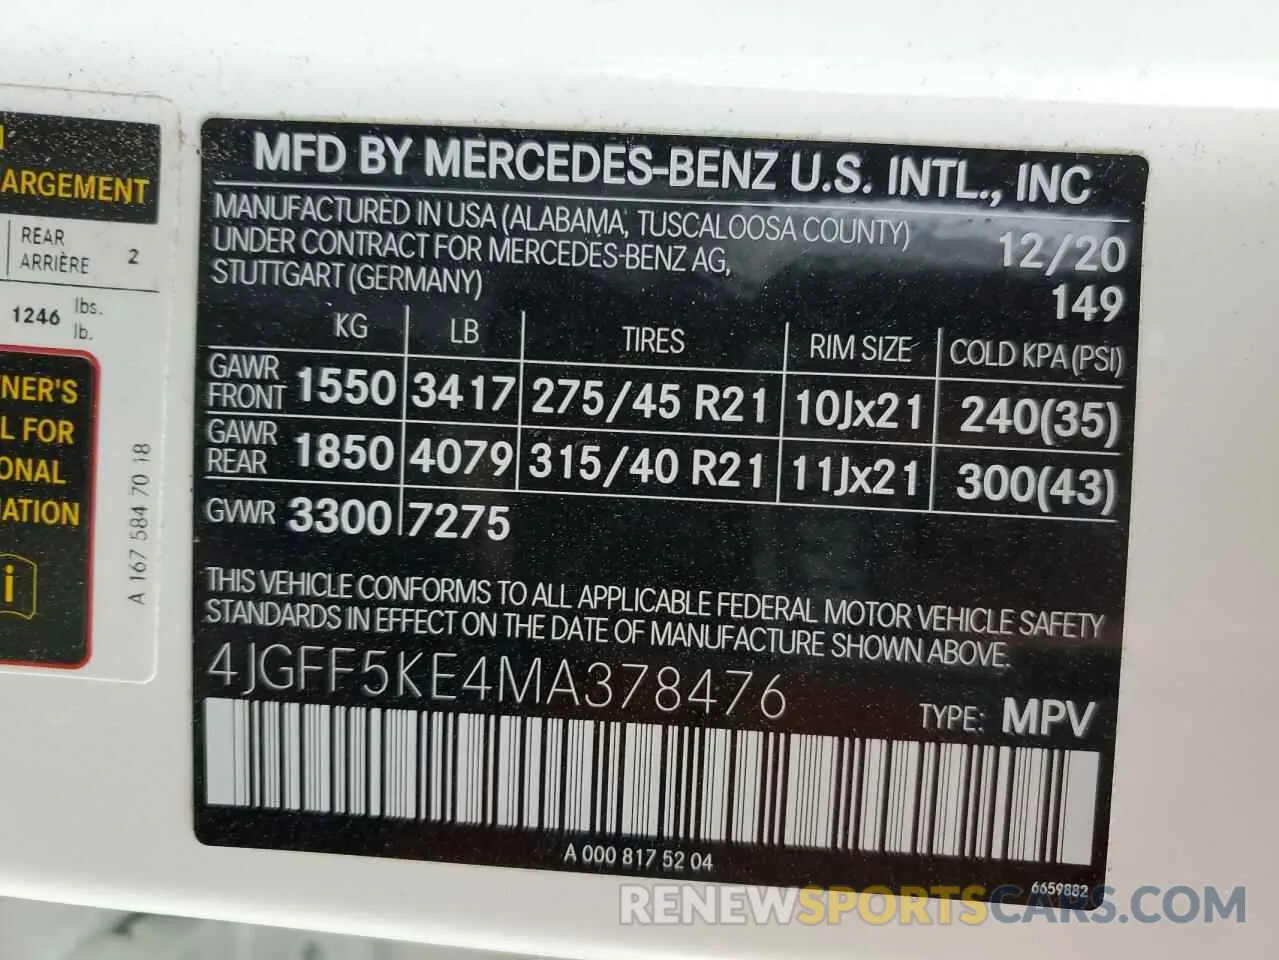 ARGEMENT
REAR
ARRIÈRE 2
1246 lbs.
lb.
NER'S
L FOR
ONAL
ATION
i
A 167 584 70 18
MFD BY MERCEDES-BENZ U.S. INTL., INC
MANUFACTURED IN USA (ALABAMA, TUSCALOOSA COUNTY)
UNDER CONTRACT FOR MERCEDES-BENZ AG,
STUTTGART (GERMANY)
12/20
149
KG LB TIRES RIM SIZE COLD KPA (PSI)
GAWR FRONT 1550 3417 275/45 R21 10Jx21 240(35)
GAWR REAR 1850 4079 315/40 R21 11Jx21 300(43)
GVWR 3300 7275
THIS VEHICLE CONFORMS TO ALL APPLICABLE FEDERAL MOTOR VEHICLE SAFETY
STANDARDS IN EFFECT ON THE DATE OF MANUFACTURE SHOWN ABOVE.
4JGFF5KE4MA378476
TYPE: MPV
A 000 817 52 04
6659882
RENEWSPORTSCARS.COM